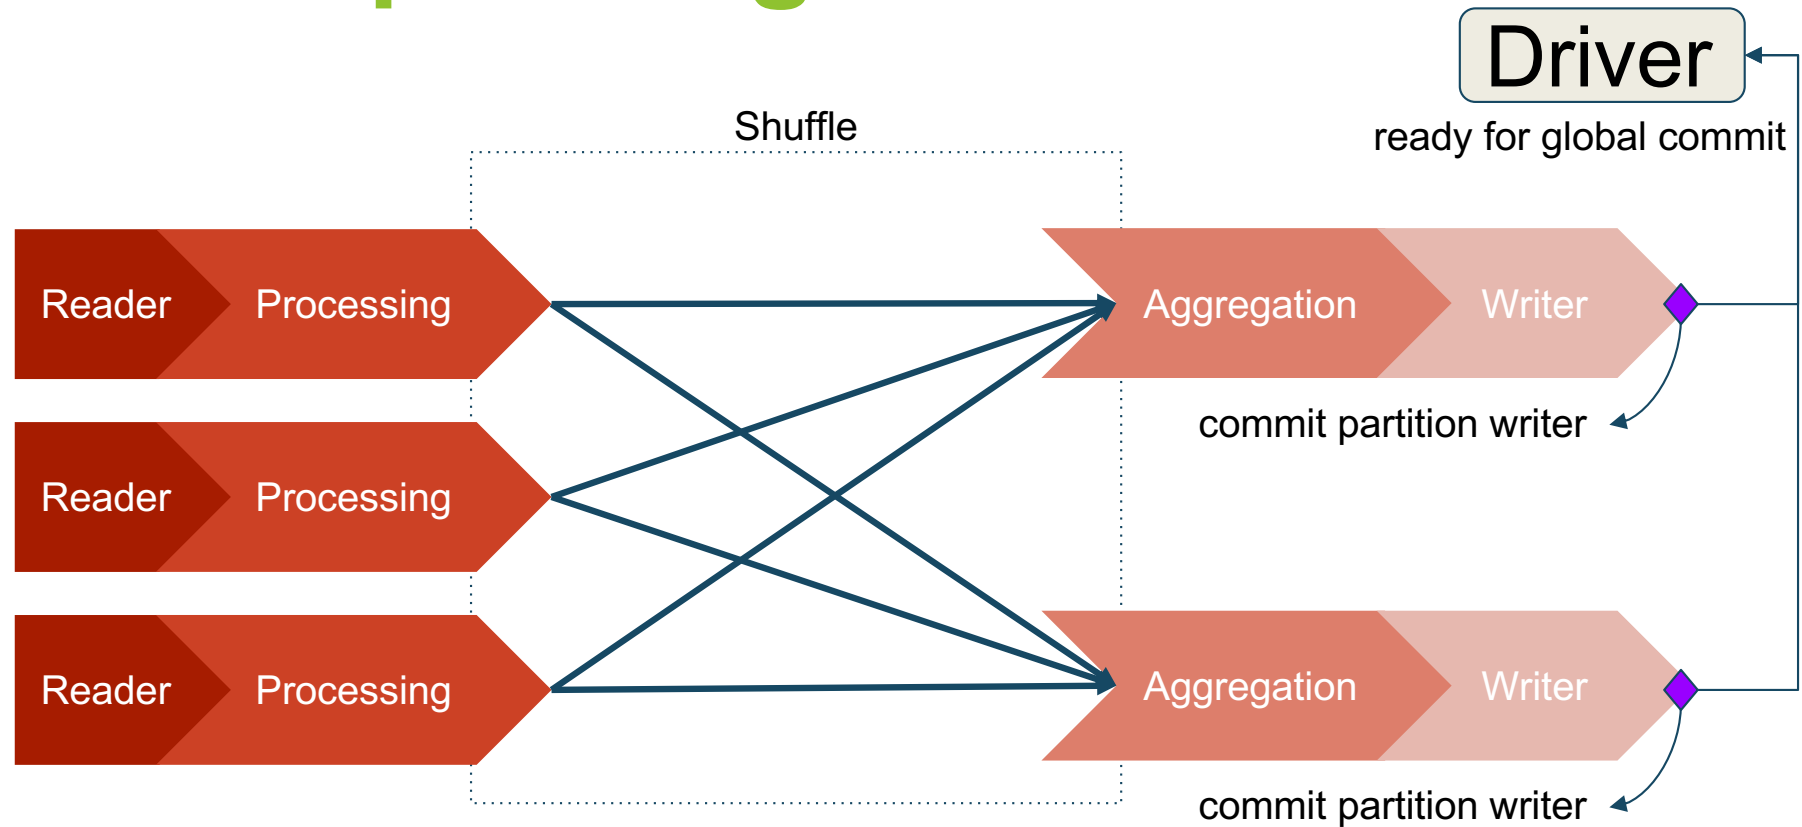 Driver
ready for global commit
Shuffle
Reader Processing
Aggregation Writer
commit partition writer
Reader Processing
Reader Processing
Aggregation Writer
commit partition writer